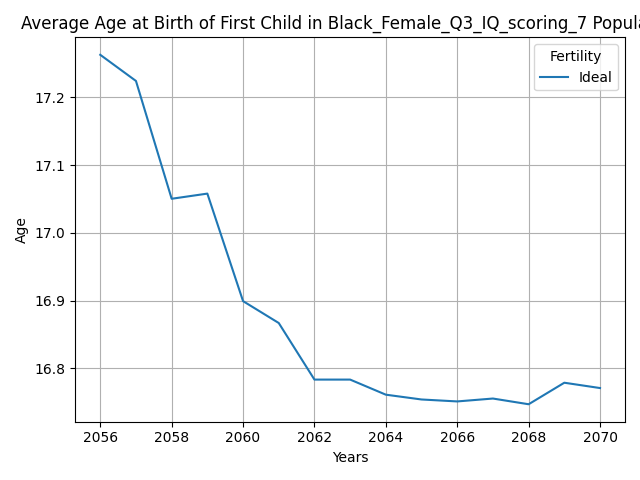 Average Age at Birth of First Child in Black_Female_Q3_IQ_scoring_7 Popula
Fertility
Ideal
17.2
17.1
17.0
16.9
16.8
Age
2056 2058 2060 2062 2064 2066 2068 2070
Years